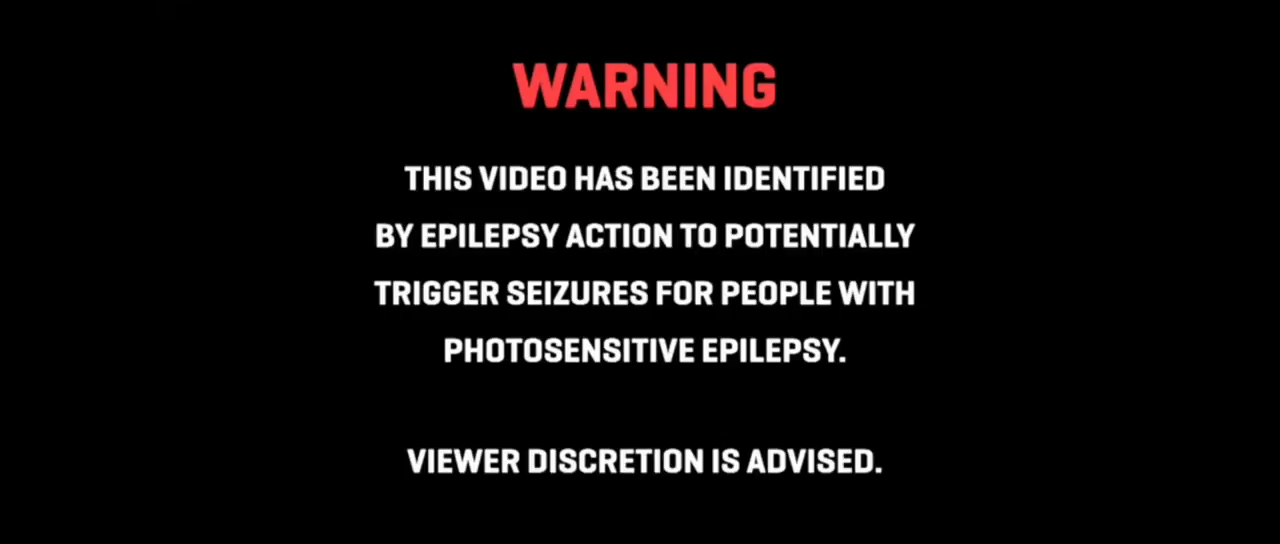 WARNING
THIS VIDEO HAS BEEN IDENTIFIED
BY EPILEPSY ACTION TO POTENTIALLY
TRIGGER SEIZURES FOR PEOPLE WITH
PHOTOSENSITIVE EPILEPSY.
VIEWER DISCRETION IS ADVISED.